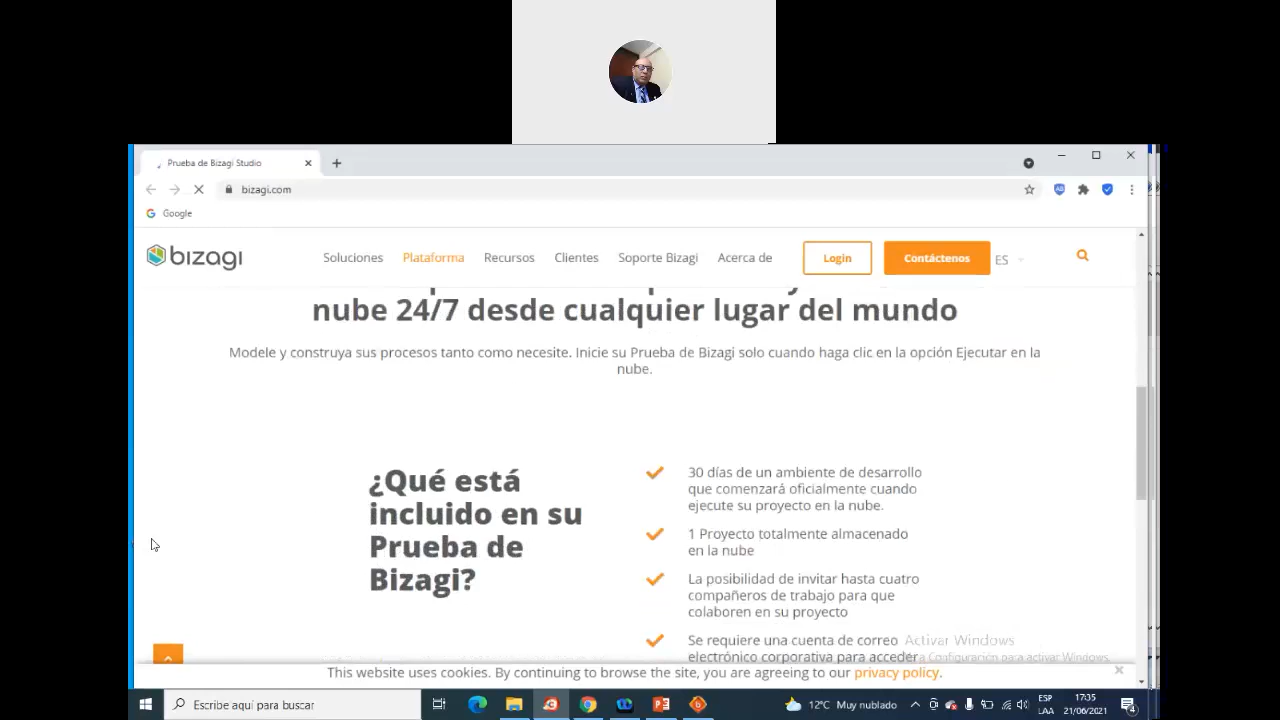 Prueba de Bizagi Studio
bizagi.com
Google
bizagi
Soluciones Plataforma Recursos Clientes Soporte Bizagi Acerca de Login Contáctenos ES
nube 24/7 desde cualquier lugar del mundo
Modele y construya sus procesos tanto como necesite. Inicie su Prueba de Bizagi solo cuando haga clic en la opción Ejecutar en la
nube.
¿Qué está
incluido en su
Prueba de
Bizagi?
30 días de un ambiente de desarrollo
que comenzará oficialmente cuando
ejecute su proyecto en la nube.
1 Proyecto totalmente almacenado
en la nube
La posibilidad de invitar hasta cuatro
compañeros de trabajo para que
colaboren en su proyecto
Se requiere una cuenta de correo
electrónico corporativa para acceder
Activar Windows
a Configuración para activar Windows.
This website uses cookies. By continuing to browse the site, you are agreeing to our privacy policy.
Escribe aquí para buscar
12°C Muy nublado
ESP
LAA
17:35
21/06/2021